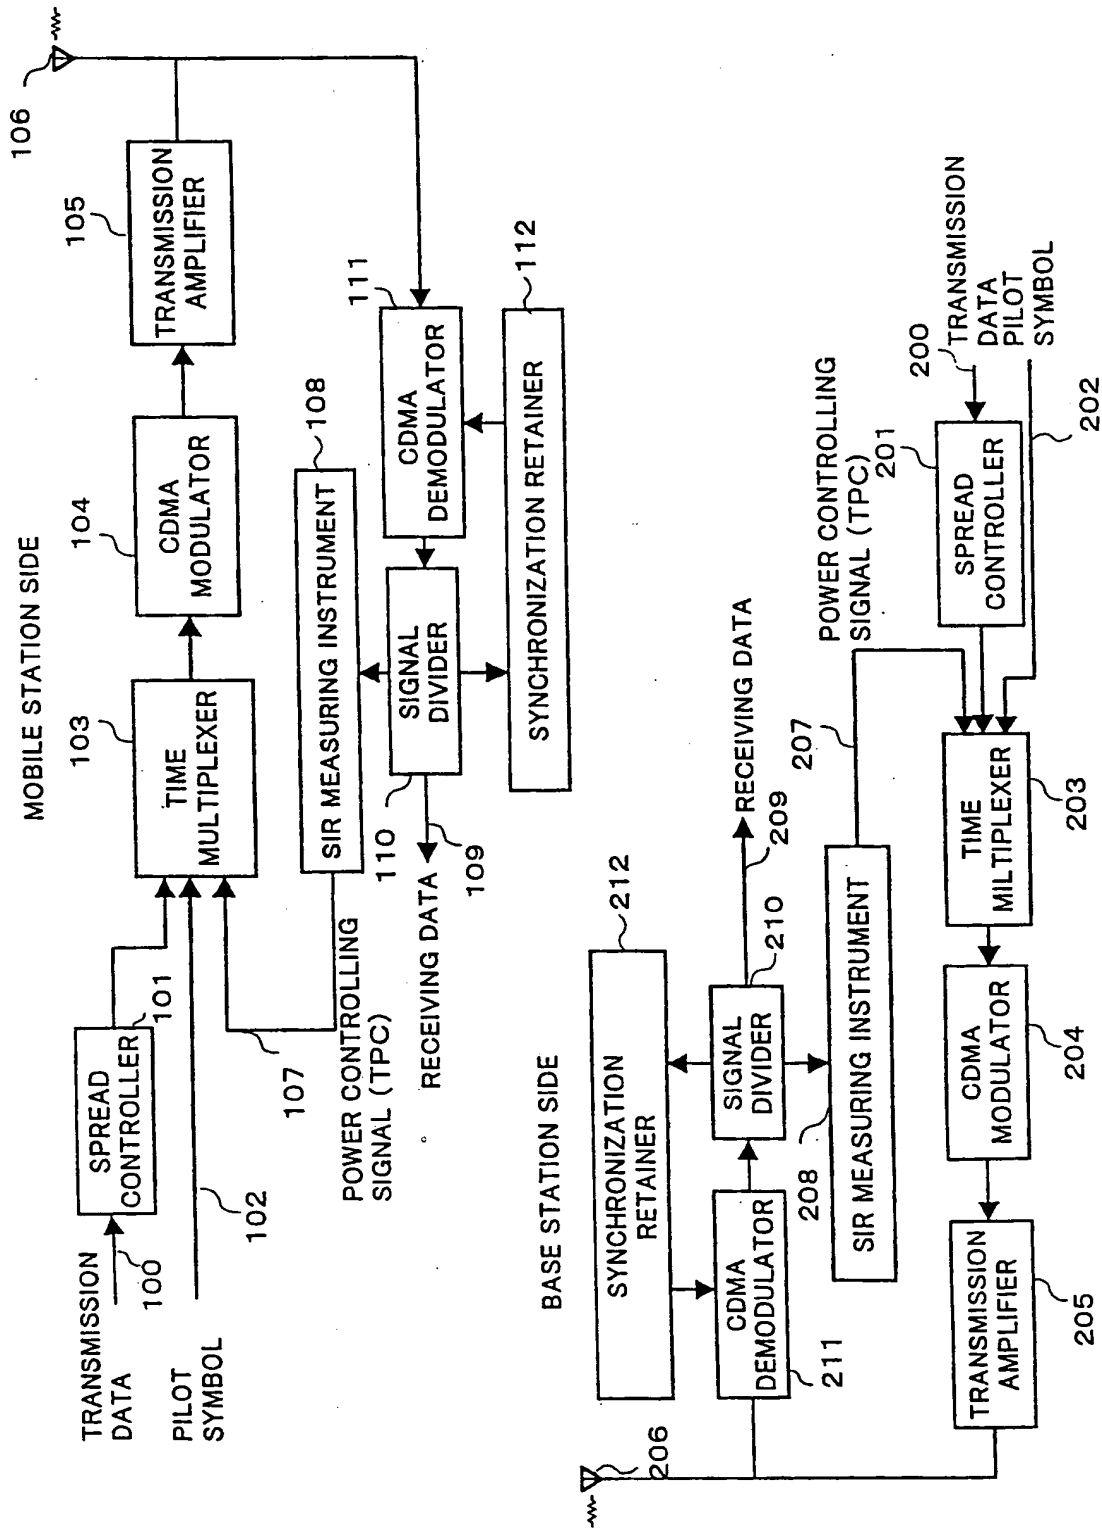 MOBILE STATION SIDE
TRANSMISSION
DATA
100
SPREAD
CONTROLLER
101
PILOT
SYMBOL
102
TIME
MULTIPLEXER
103
CDMA
MODULATOR
104
TRANSMISSION
AMPLIFIER
105
106
107
POWER CONTROLLING
SIGNAL (TPC)
SIR MEASURING INSTRUMENT
108
RECEIVING DATA
109
SIGNAL
DIVIDER
110
CDMA
DEMODULATOR
111
SYNCHRONIZATION RETAINER
112
BASE STATION SIDE
206
SYNCHRONIZATION
RETAINER
212
CDMA
DEMODULATOR
211
SIGNAL
DIVIDER
210
RECEIVING DATA
209
SIR MEASURING INSTRUMENT
208
207
POWER CONTROLLING
SIGNAL (TPC)
TRANSMISSION
AMPLIFIER
205
CDMA
MODULATOR
204
TIME
MILTIPLEXER
203
SPREAD
CONTROLLER
201
200
TRANSMISSION
DATA
PILOT
SYMBOL
202